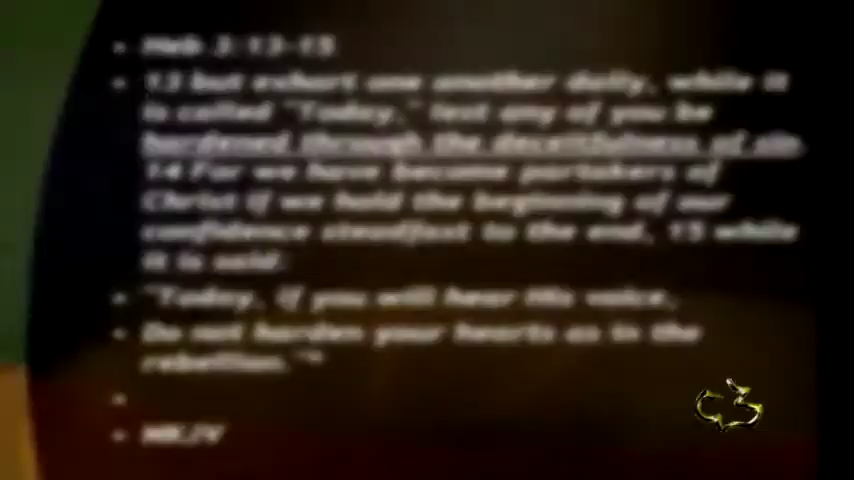 • Heb 3:13-15
• 13 but exhort one another daily, while it
is called "Today," lest any of you be
hardened through the deceitfulness of sin.
14 For we have become partakers of
Christ if we hold the beginning of our
confidence steadfast to the end, 15 while
it is said:
• "Today, if you will hear His voice,
• Do not harden your hearts as in the
rebellion."
•
• NKJV
C3